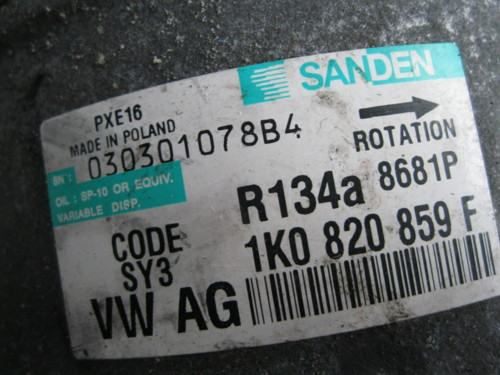 SANDEN
PXE16
MADE IN POLAND
SN: 030301078B4
ROTATION
OIL: SP-10 OR EQUIV.
VARIABLE DISP.
R134a 8681P
CODE
SY3
1K0 820 859 F
VW AG